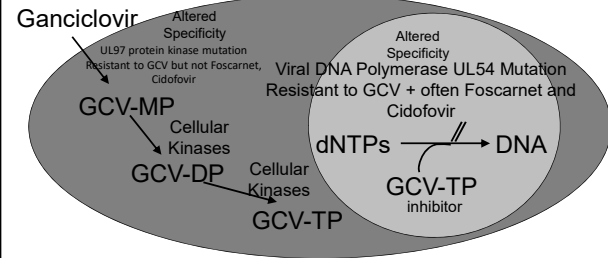 Ganciclovir
Altered
Specificity
UL97 protein kinase mutation
Resistant to GCV but not Foscarnet,
Cidofovir
GCV-MP
Cellular
Kinases
GCV-DP
Cellular
Kinases
GCV-TP
Altered
Specificity
Viral DNA Polymerase UL54 Mutation
Resistant to GCV + often Foscarnet and
Cidofovir
dNTPs
DNA
GCV-TP
inhibitor